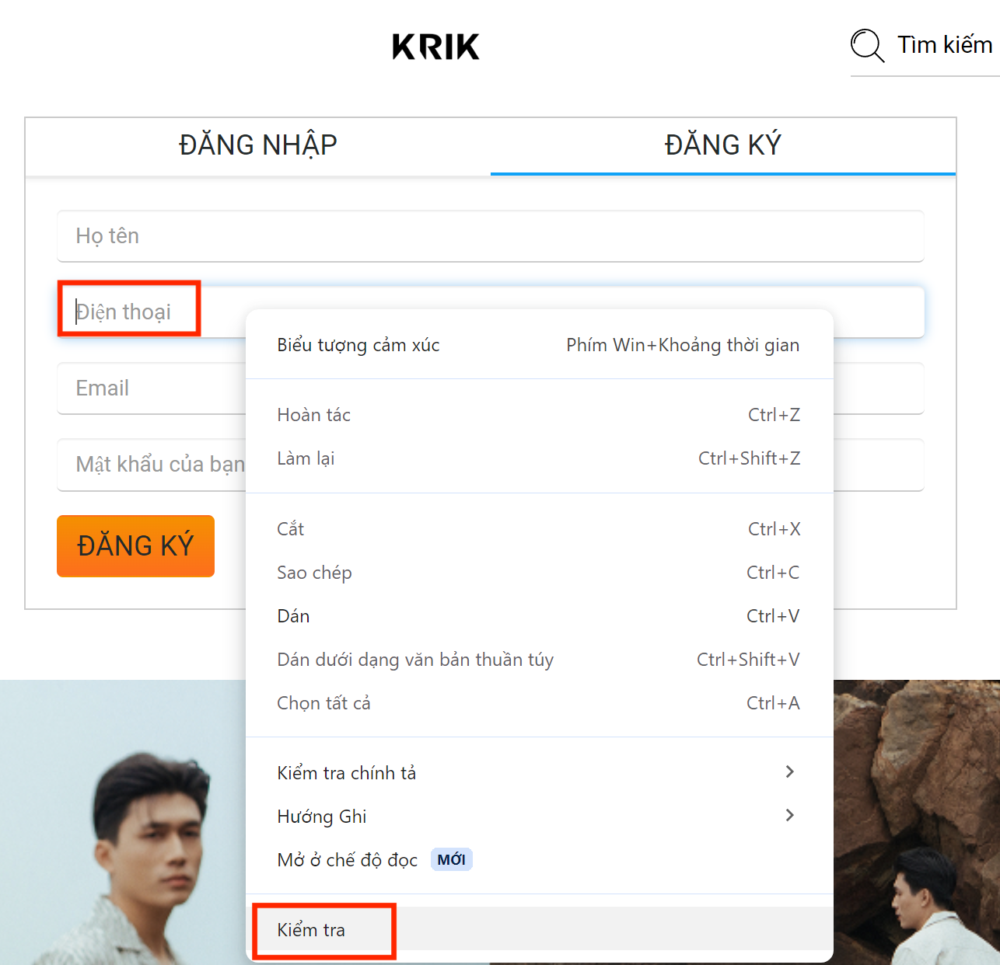 KRIK
Tìm kiếm
ĐĂNG NHẬP
ĐĂNG KÝ
Họ tên
Điện thoại
Email
Mật khẩu của bạn
ĐĂNG KÝ
Biểu tượng cảm xúc Phím Win+Khoảng thời gian
Hoàn tác Ctrl+Z
Làm lại Ctrl+Shift+Z
Cắt Ctrl+X
Sao chép Ctrl+C
Dán Ctrl+V
Dán dưới dạng văn bản thuần túy Ctrl+Shift+V
Chọn tất cả Ctrl+A
Kiểm tra chính tả
Hướng Ghi
Mở ở chế độ đọc MỚI
Kiểm tra